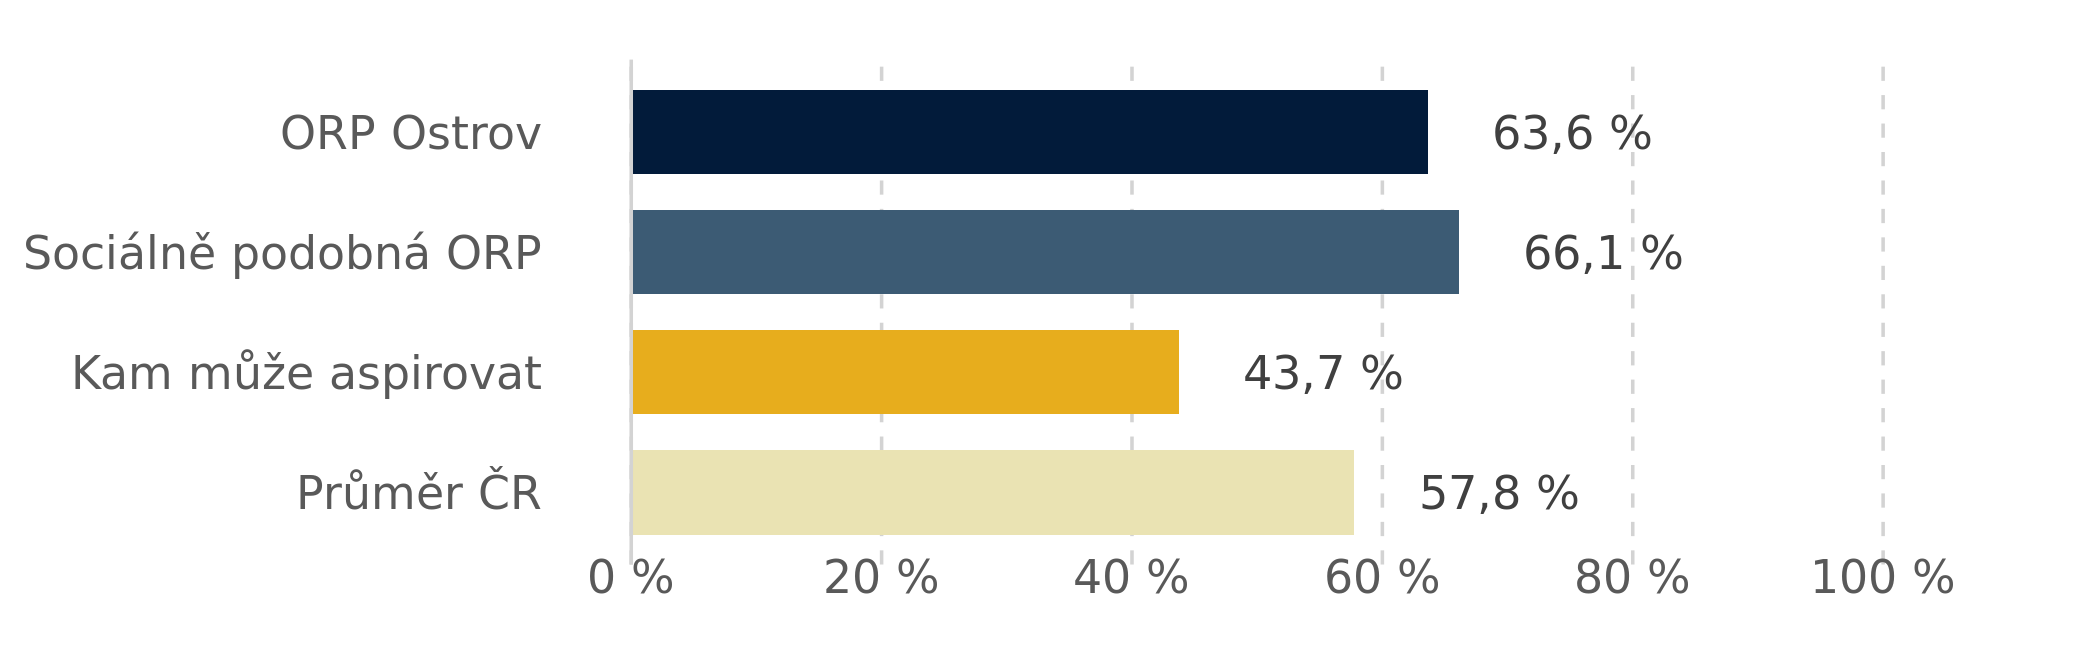 ORP Ostrov 63,6 %
Sociálně podobná ORP 66,1 %
Kam může aspirovat 43,7 %
Průměr ČR 57,8 %
0 % 20 % 40 % 60 % 80 % 100 %